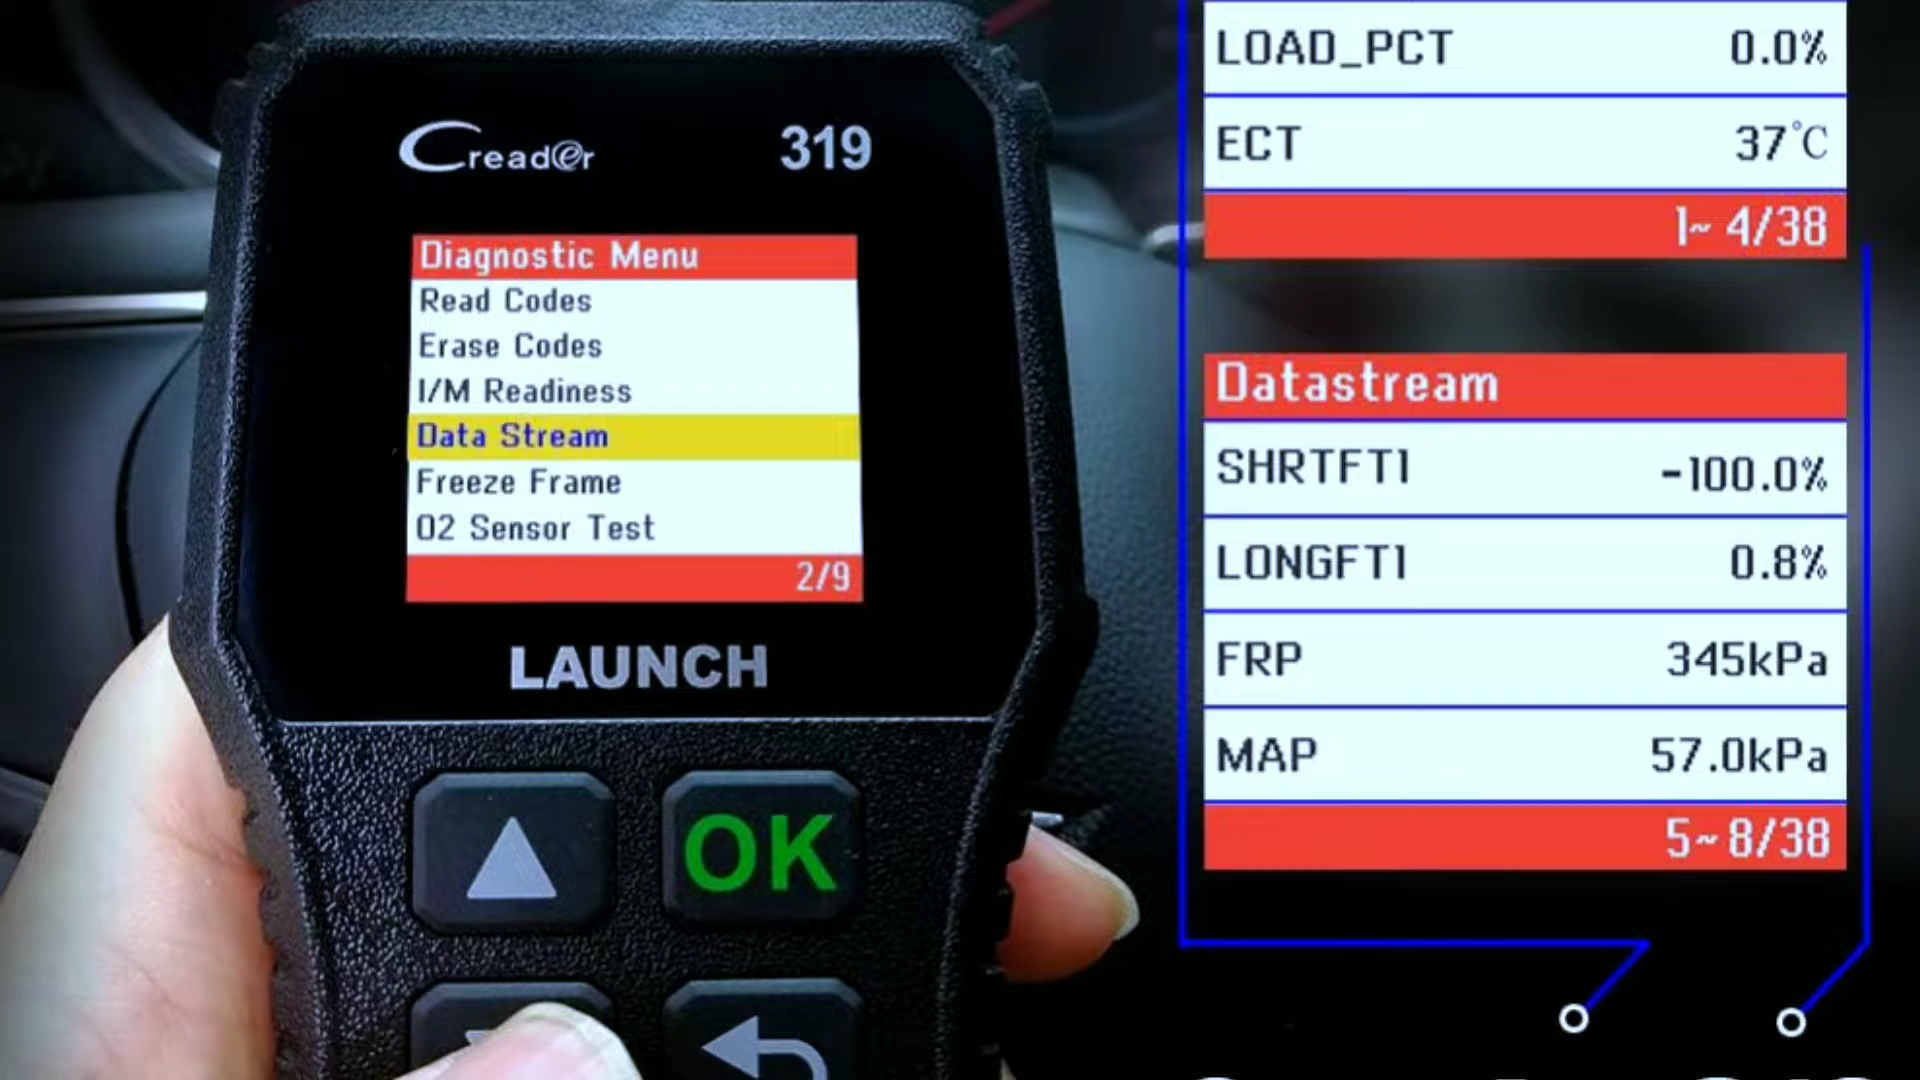 Creader 319
Diagnostic Menu
Read Codes
Erase Codes
I/M Readiness
Data Stream
Freeze Frame
O2 Sensor Test
2/9
LAUNCH
OK
LOAD_PCT 0.0%
ECT 37°C
1~ 4/38
Datastream
SHRTFT1 -100.0%
LONGFT1 0.8%
FRP 345kPa
MAP 57.0kPa
5~ 8/38